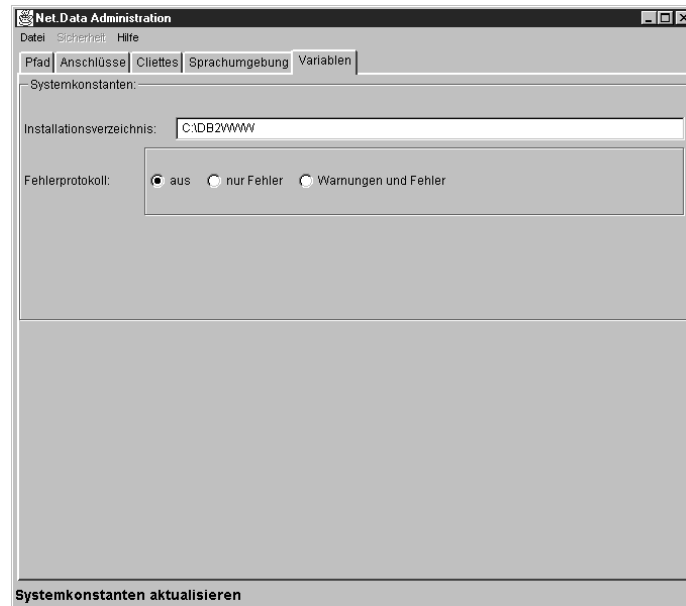 Net.Data Administration
Datei Sicherheit Hilfe
Pfad Anschlüsse Cliettes Sprachumgebung Variablen
Systemkonstanten:
Installationsverzeichnis: C:\DB2WWW
Fehlerprotokoll: aus nur Fehler Warnungen und Fehler
Systemkonstanten aktualisieren